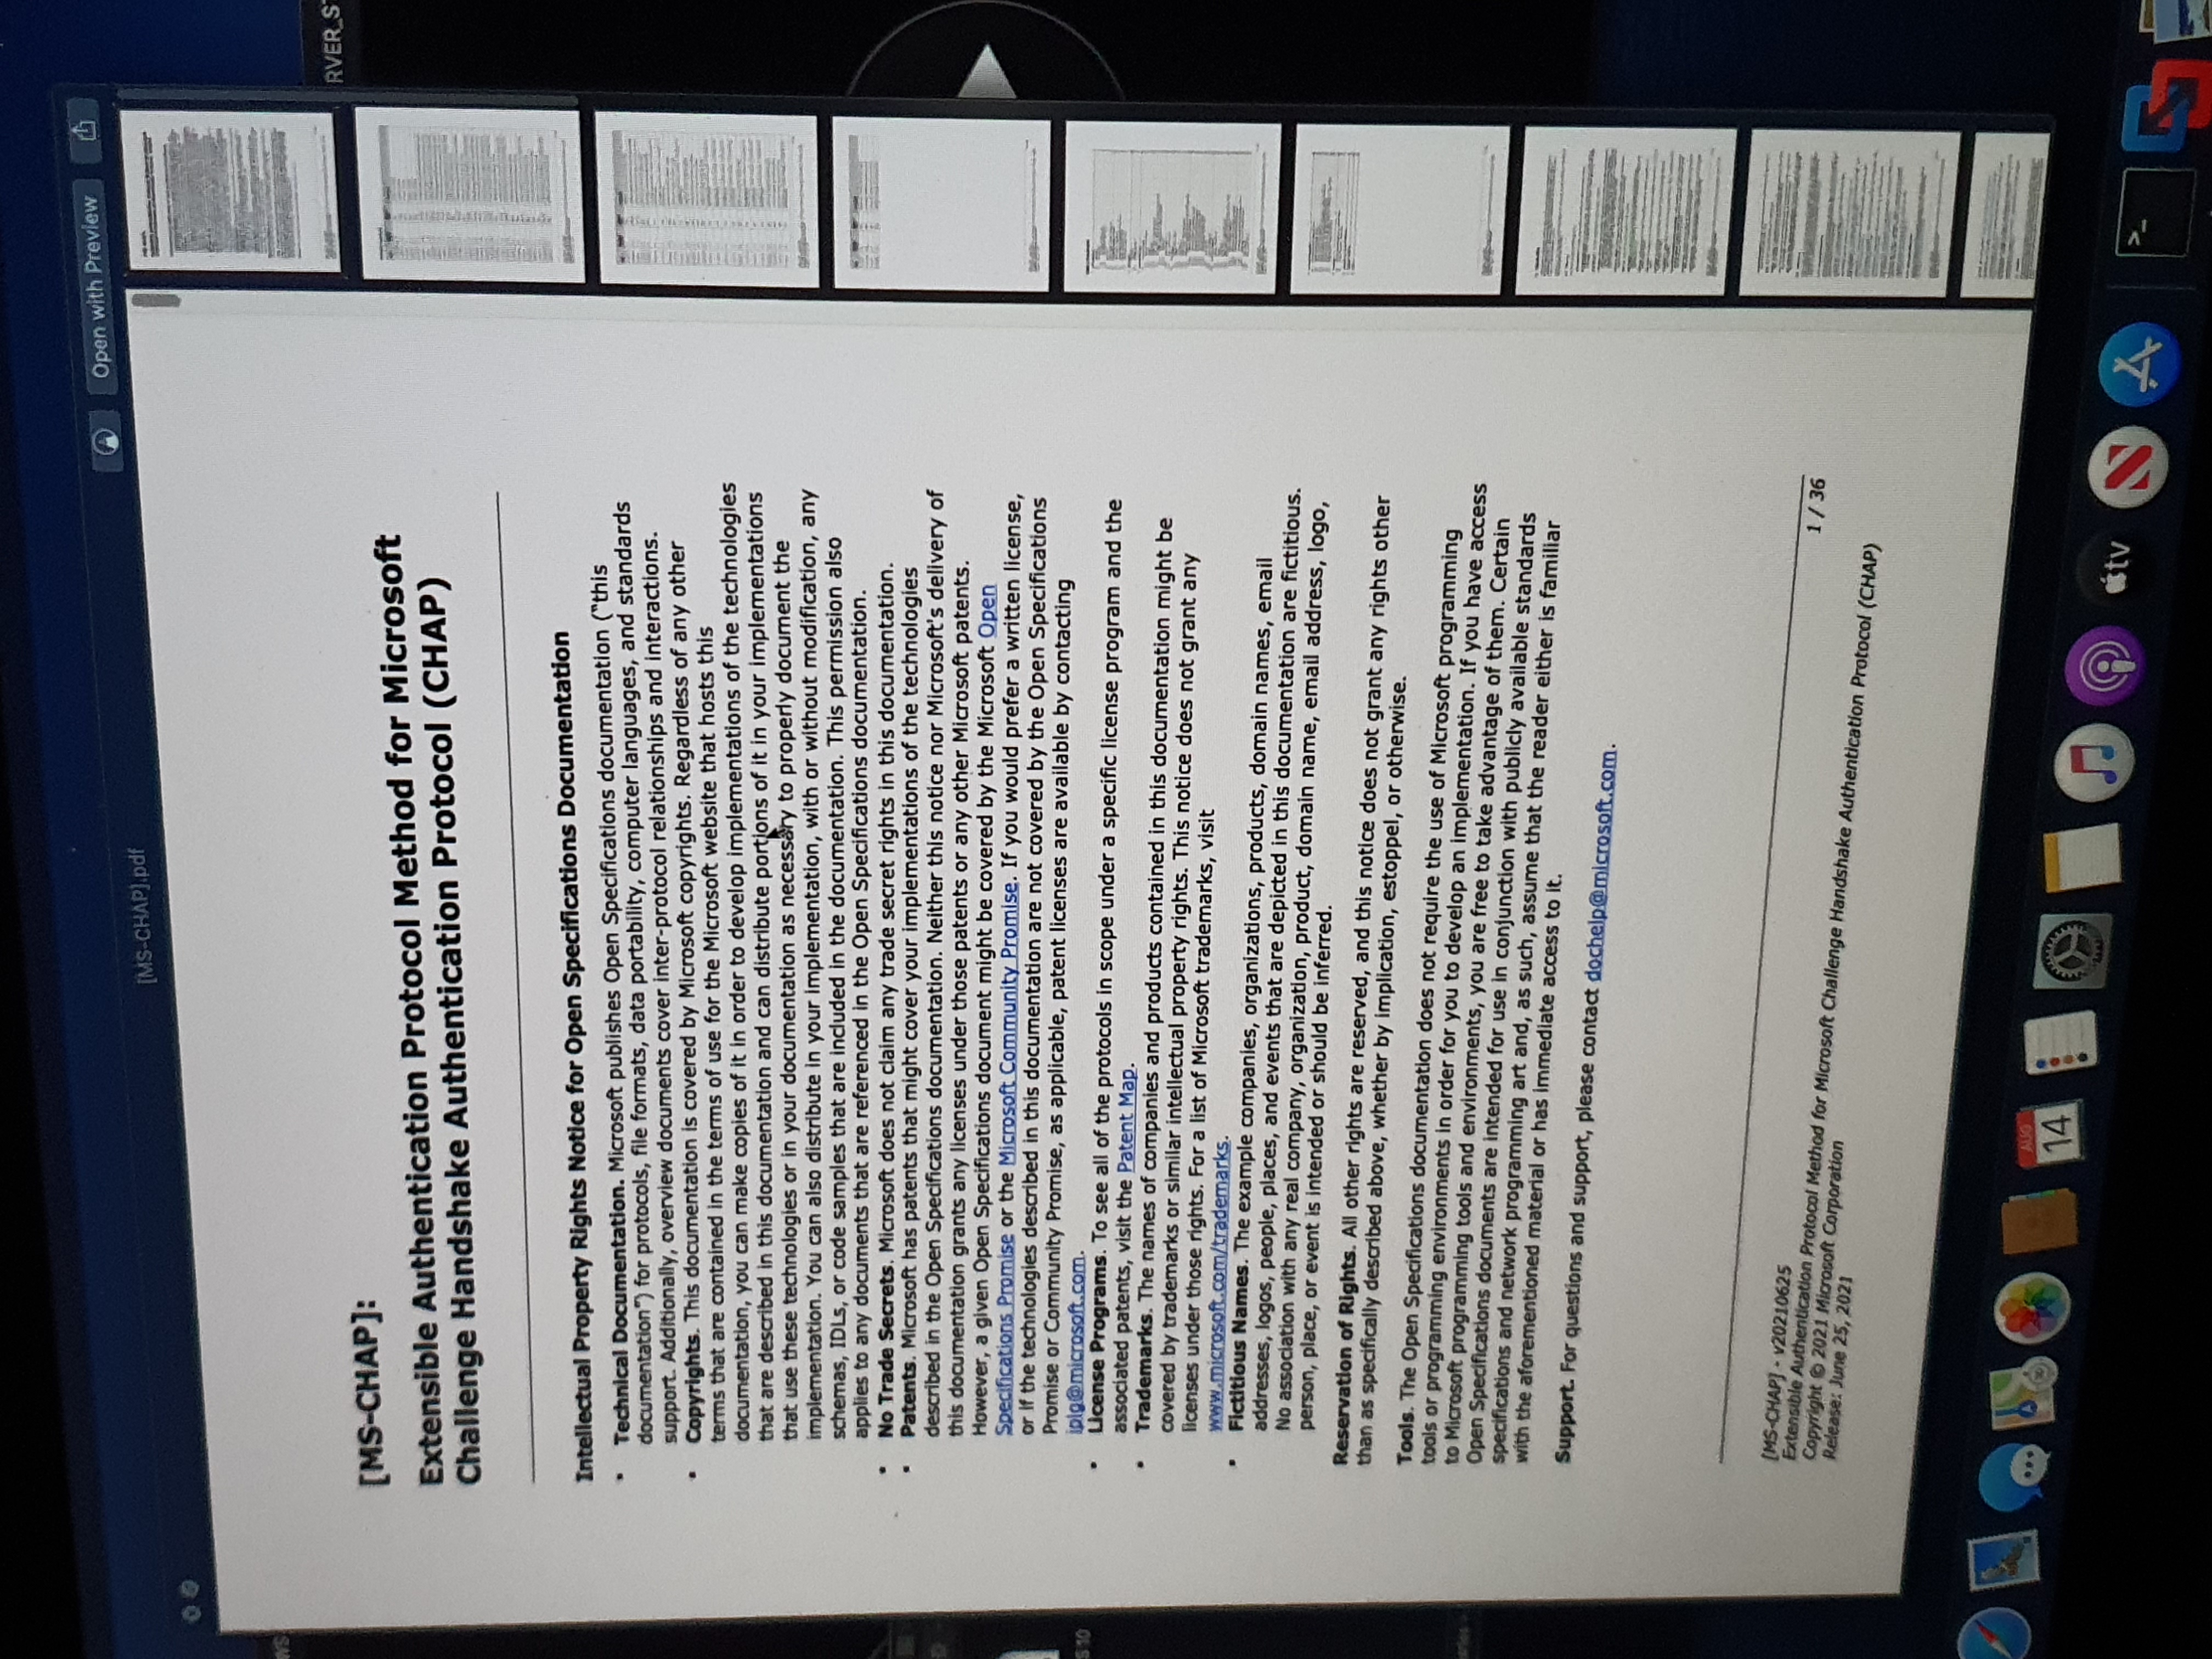 Open with Preview
[MS-CHAP].pdf
RVER_S
[MS-CHAP]:
Extensible Authentication Protocol Method for Microsoft
Challenge Handshake Authentication Protocol (CHAP)
Intellectual Property Rights Notice for Open Specifications Documentation
▪ Technical Documentation. Microsoft publishes Open Specifications documentation (“this
documentation”) for protocols, file formats, data portability, computer languages, and standards
support. Additionally, overview documents cover inter-protocol relationships and interactions.
▪ Copyrights. This documentation is covered by Microsoft copyrights. Regardless of any other
terms that are contained in the terms of use for the Microsoft website that hosts this
documentation, you can make copies of it in order to develop implementations of the technologies
that are described in this documentation and can distribute portions of it in your implementations
that use these technologies or in your documentation as necessary to properly document the
implementation. You can also distribute in your implementation, with or without modification, any
schemas, IDLs, or code samples that are included in the documentation. This permission also
applies to any documents that are referenced in the Open Specifications documentation.
▪ No Trade Secrets. Microsoft does not claim any trade secret rights in this documentation.
▪ Patents. Microsoft has patents that might cover your implementations of the technologies
described in the Open Specifications documentation. Neither this notice nor Microsoft's delivery of
this documentation grants any licenses under those patents or any other Microsoft patents.
However, a given Open Specifications document might be covered by the Microsoft Open
Specifications Promise or the Microsoft Community Promise. If you would prefer a written license,
or if the technologies described in this documentation are not covered by the Open Specifications
Promise or Community Promise, as applicable, patent licenses are available by contacting
iplg@microsoft.com.
▪ License Programs. To see all of the protocols in scope under a specific license program and the
associated patents, visit the Patent Map.
▪ Trademarks. The names of companies and products contained in this documentation might be
covered by trademarks or similar intellectual property rights. This notice does not grant any
licenses under those rights. For a list of Microsoft trademarks, visit
www.microsoft.com/trademarks.
▪ Fictitious Names. The example companies, organizations, products, domain names, email
addresses, logos, people, places, and events that are depicted in this documentation are fictitious.
No association with any real company, organization, product, domain name, email address, logo,
person, place, or event is intended or should be inferred.
Reservation of Rights. All other rights are reserved, and this notice does not grant any rights other
than as specifically described above, whether by implication, estoppel, or otherwise.
Tools. The Open Specifications documentation does not require the use of Microsoft programming
tools or programming environments in order for you to develop an implementation. If you have access
to Microsoft programming tools and environments, you are free to take advantage of them. Certain
Open Specifications documents are intended for use in conjunction with publicly available standards
specifications and network programming art and, as such, assume that the reader either is familiar
with the aforementioned material or has immediate access to it.
Support. For questions and support, please contact dochelp@microsoft.com.
[MS-CHAP] - v20210625
Extensible Authentication Protocol Method for Microsoft Challenge Handshake Authentication Protocol (CHAP)
Copyright © 2021 Microsoft Corporation
Release: June 25, 2021
1 / 36
S 10
AUG
14
tv
>_